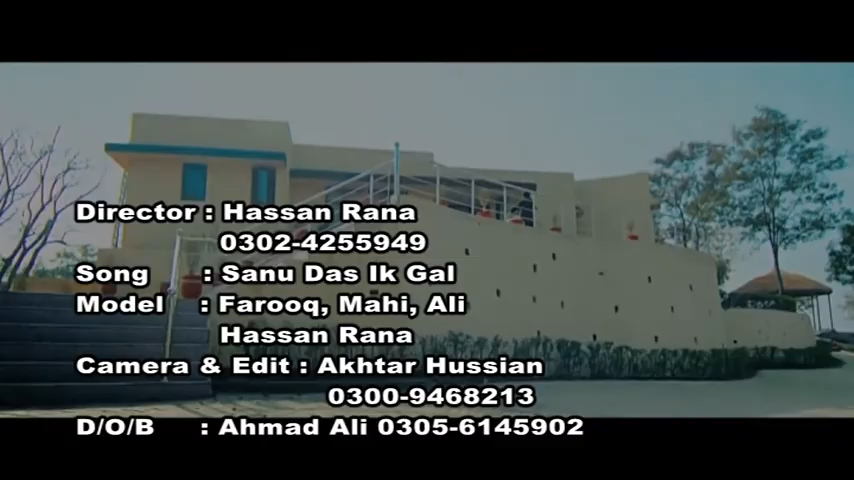 Director : Hassan Rana
0302-4255949
Song : Sanu Das Ik Gal
Model : Farooq, Mahi, Ali
Hassan Rana
Camera & Edit : Akhtar Hussian
0300-9468213
D/O/B : Ahmad Ali 0305-6145902